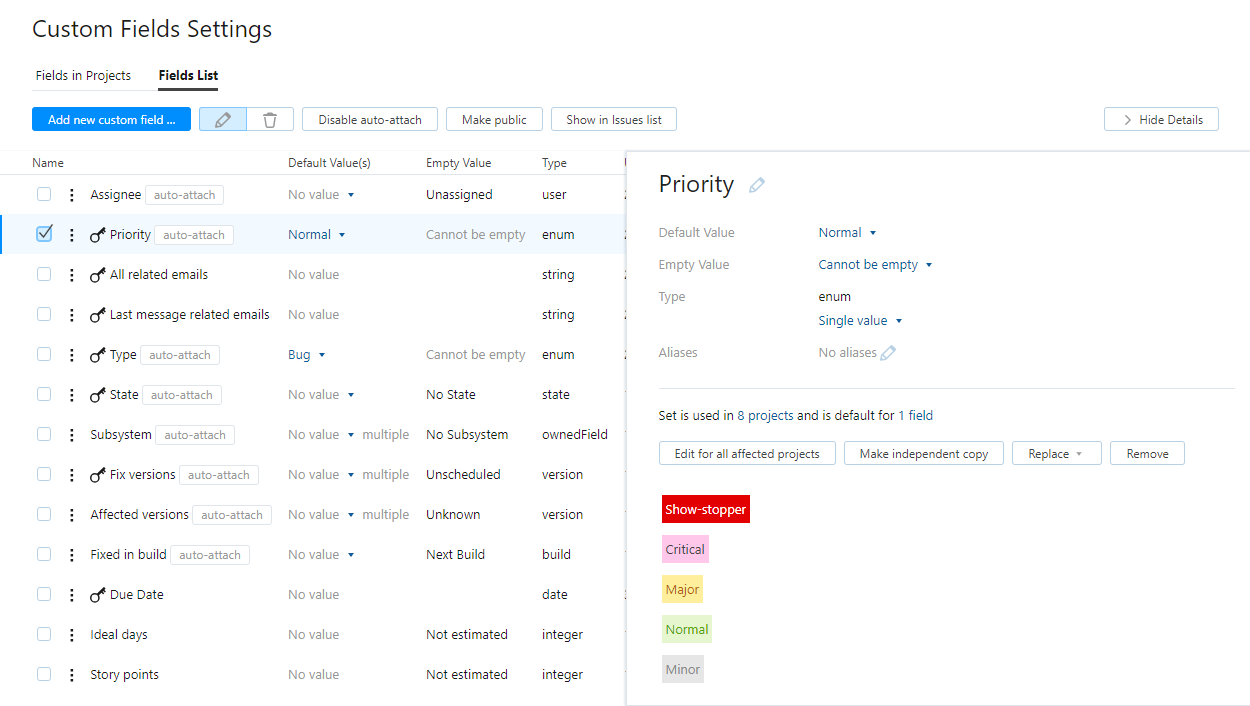 Custom Fields Settings
Fields in Projects Fields List
Add new custom field ... Disable auto-attach Make public Show in Issues list Hide Details
Name Default Value(s) Empty Value Type
Assignee auto-attach No value Unassigned user
Priority auto-attach Normal Cannot be empty enum
All related emails No value string
Last message related emails No value string
Type auto-attach Bug Cannot be empty enum
State auto-attach No value No State state
Subsystem auto-attach No value multiple No Subsystem ownedField
Fix versions auto-attach No value multiple Unscheduled version
Affected versions auto-attach No value multiple Unknown version
Fixed in build auto-attach No value Next Build build
Due Date No value date
Ideal days No value Not estimated integer
Story points No value Not estimated integer
Priority
Default Value Normal
Empty Value Cannot be empty
Type enum
Single value
Aliases No aliases
Set is used in 8 projects and is default for 1 field
Edit for all affected projects Make independent copy Replace Remove
Show-stopper
Critical
Major
Normal
Minor